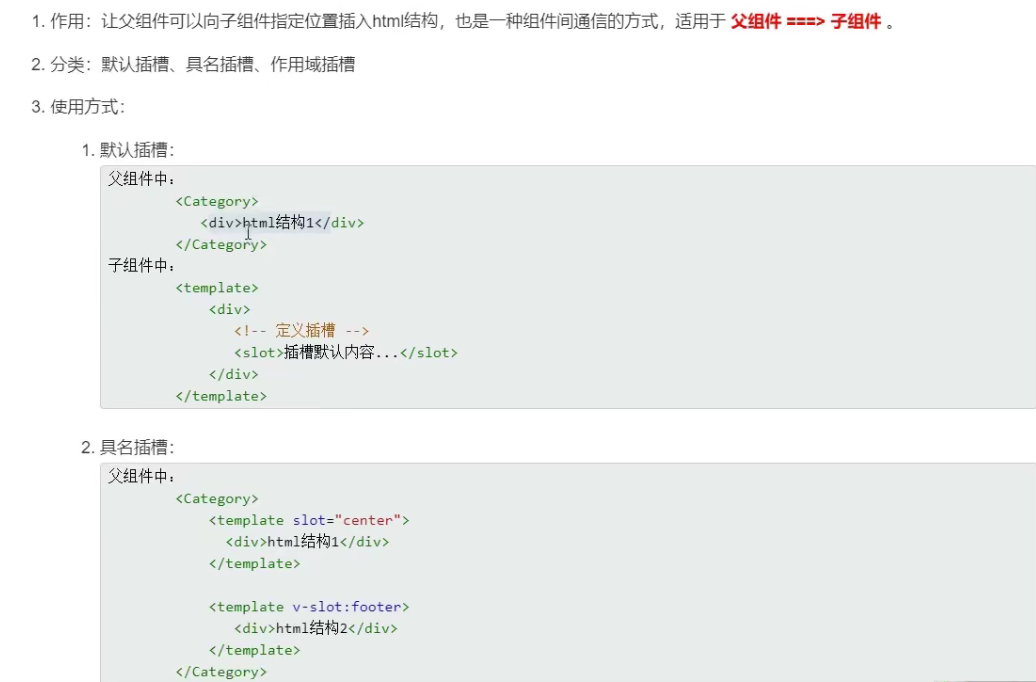 1. 作用：让父组件可以向子组件指定位置插入html结构，也是一种组件间通信的方式，适用于 父组件 ===> 子组件 。
2. 分类：默认插槽、具名插槽、作用域插槽
3. 使用方式：
1. 默认插槽：
父组件中：
<Category>
<div>html结构1</div>
</Category>
子组件中：
<template>
<div>
<!-- 定义插槽 -->
<slot>插槽默认内容...</slot>
</div>
</template>
2. 具名插槽：
父组件中：
<Category>
<template slot="center">
<div>html结构1</div>
</template>
<template v-slot:footer>
<div>html结构2</div>
</template>
</Category>